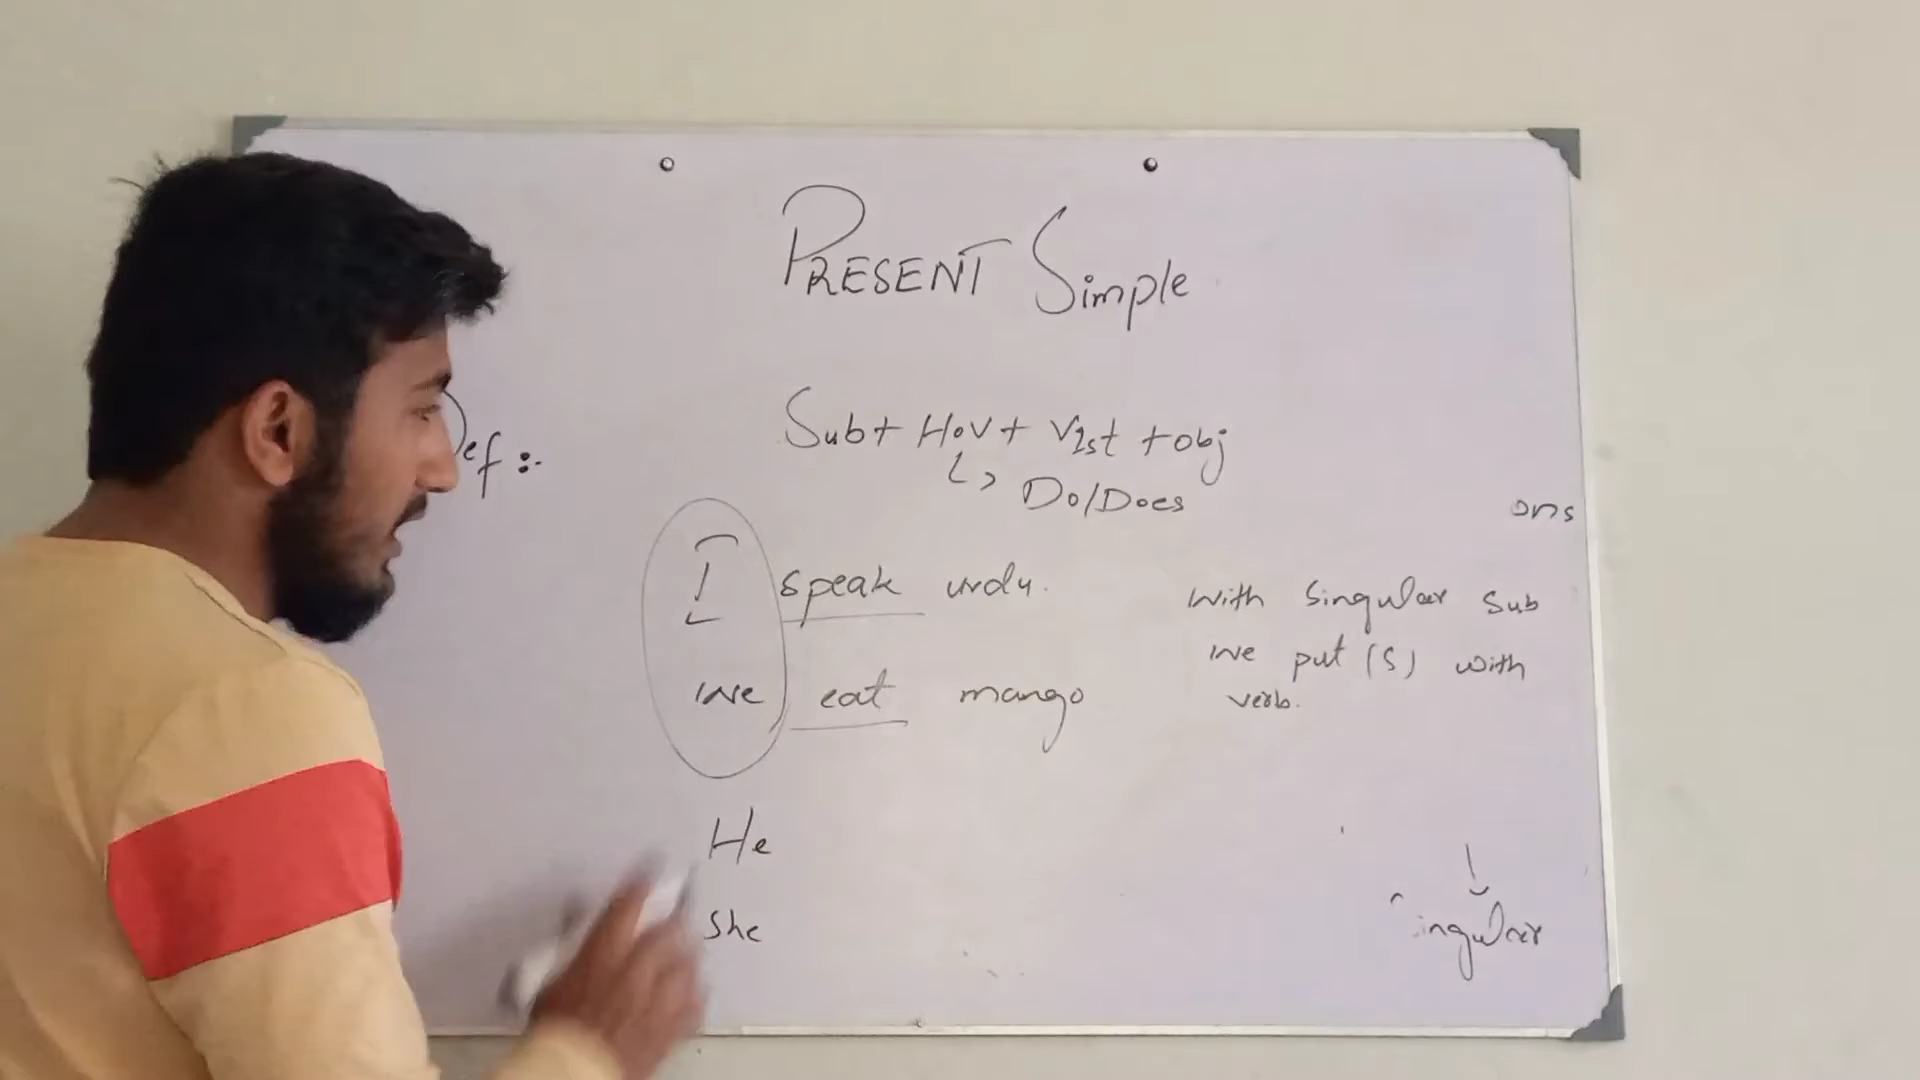 PRESENT Simple
Def :-
Sub + HoV + V1st + obj
Do/Does
ons
I speak urdu.
we eat mango
with singular sub
we put (s) with
verb.
He
She
ingular